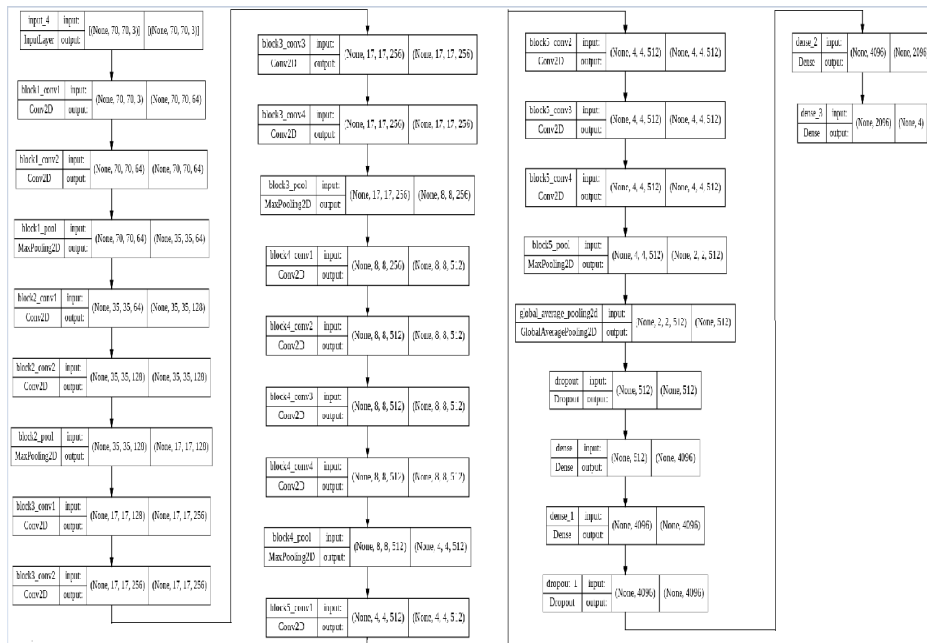 input_4 input: [(None, 70, 70, 3)] [(None, 70, 70, 3)]
InputLayer output:
block1_conv1 input: (None, 70, 70, 3) (None, 70, 70, 64)
Conv2D output:
block1_conv2 input: (None, 70, 70, 64) (None, 70, 70, 64)
Conv2D output:
block1_pool input: (None, 70, 70, 64) (None, 35, 35, 64)
MaxPooling2D output:
block2_conv1 input: (None, 35, 35, 64) (None, 35, 35, 128)
Conv2D output:
block2_conv2 input: (None, 35, 35, 128) (None, 35, 35, 128)
Conv2D output:
block2_pool input: (None, 35, 35, 128) (None, 17, 17, 128)
MaxPooling2D output:
block3_conv1 input: (None, 17, 17, 128) (None, 17, 17, 256)
Conv2D output:
block3_conv2 input: (None, 17, 17, 256) (None, 17, 17, 256)
Conv2D output:
block3_conv3 input: (None, 17, 17, 256) (None, 17, 17, 256)
Conv2D output:
block3_conv4 input: (None, 17, 17, 256) (None, 17, 17, 256)
Conv2D output:
block3_pool input: (None, 17, 17, 256) (None, 8, 8, 256)
MaxPooling2D output:
block4_conv1 input: (None, 8, 8, 256) (None, 8, 8, 512)
Conv2D output:
block4_conv2 input: (None, 8, 8, 512) (None, 8, 8, 512)
Conv2D output:
block4_conv3 input: (None, 8, 8, 512) (None, 8, 8, 512)
Conv2D output:
block4_conv4 input: (None, 8, 8, 512) (None, 8, 8, 512)
Conv2D output:
block4_pool input: (None, 8, 8, 512) (None, 4, 4, 512)
MaxPooling2D output:
block5_conv1 input: (None, 4, 4, 512) (None, 4, 4, 512)
Conv2D output:
block5_conv2 input: (None, 4, 4, 512) (None, 4, 4, 512)
Conv2D output:
block5_conv3 input: (None, 4, 4, 512) (None, 4, 4, 512)
Conv2D output:
block5_conv4 input: (None, 4, 4, 512) (None, 4, 4, 512)
Conv2D output:
block5_pool input: (None, 4, 4, 512) (None, 2, 2, 512)
MaxPooling2D output:
global_average_pooling2d input: (None, 2, 2, 512) (None, 512)
GlobalAveragePooling2D output:
dropout input: (None, 512) (None, 512)
Dropout output:
dense input: (None, 512) (None, 4096)
Dense output:
dense_1 input: (None, 4096) (None, 4096)
Dense output:
dropout_1 input: (None, 4096) (None, 4096)
Dropout output:
dense_2 input: (None, 4096) (None, 2096)
Dense output:
dense_3 input: (None, 2096) (None, 4)
Dense output: